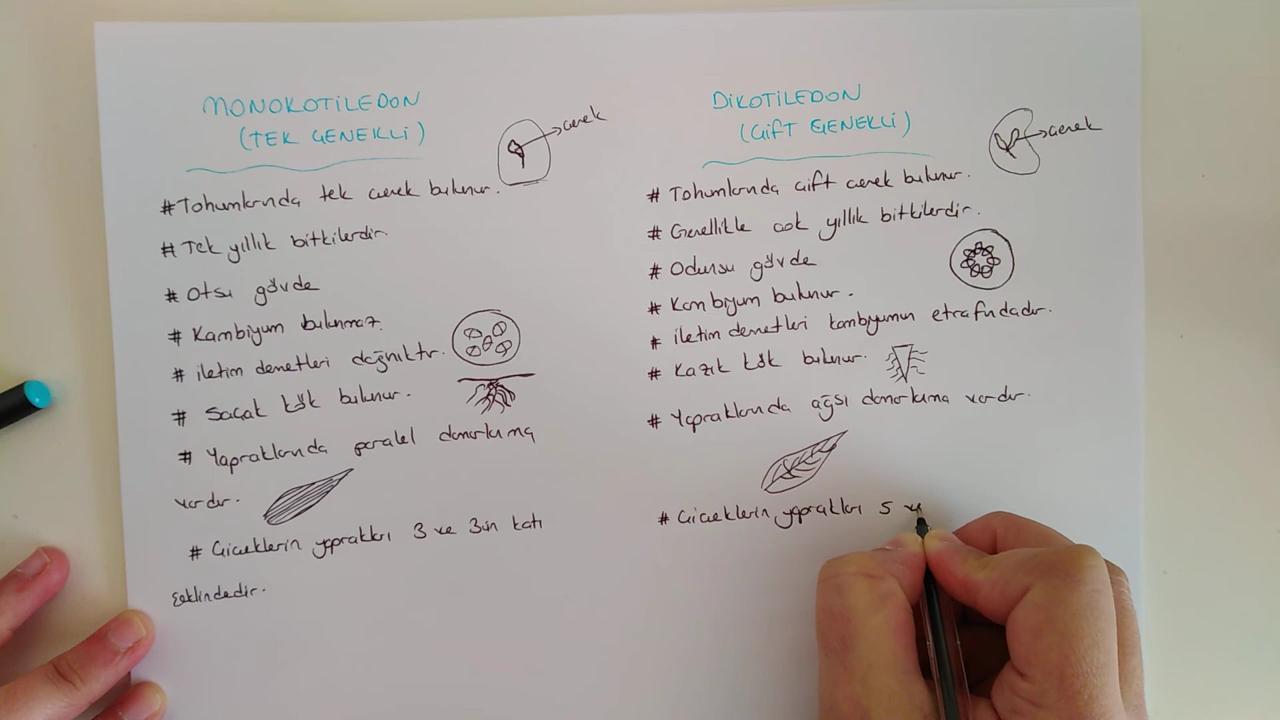 MONOKOTİLEDON
(TEK ÇENEKLİ)
çenek
#Tohumlarında tek çenek bulunur.
# Tek yıllık bitkilerdir.
# Otsu gövde
# Kambiyum bulunmaz.
# iletim demetleri dağınıktır.
# Saçak kök bulunur.
# Yapraklarında paralel damarlanma
vardır.
# Çiçeklerin yaprakları 3 ve 3ün katı
şeklindedir.
DİKOTİLEDON
(ÇİFT ÇENEKLİ)
çenek
# Tohumlarında çift çenek bulunur.
# Genellikle çok yıllık bitkilerdir.
# Odunsu gövde
# Kambiyum bulunur.
# iletim demetleri kambiyumun etrafındadır.
# Kazık kök bulunur.
# Yapraklarında ağsı damarlanma vardır.
# Çiçeklerin yaprakları 5 ve